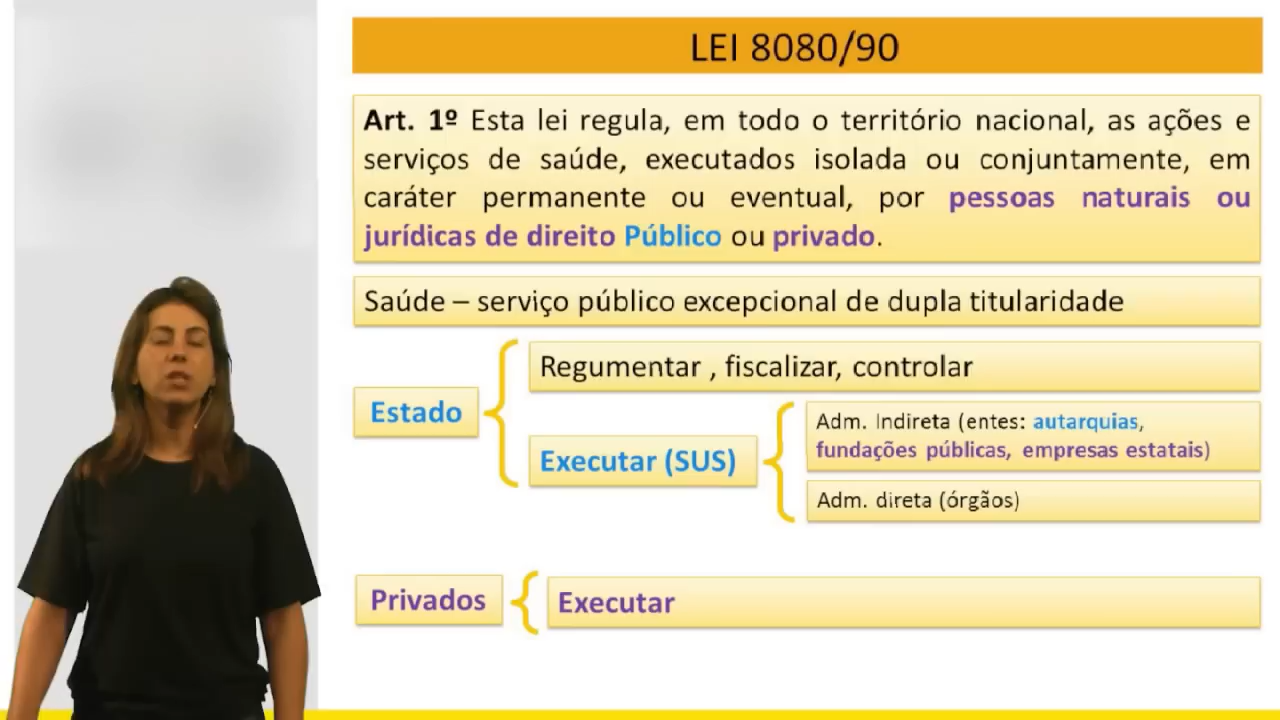 LEI 8080/90
Art. 1º Esta lei regula, em todo o território nacional, as ações e
serviços de saúde, executados isolada ou conjuntamente, em
caráter permanente ou eventual, por pessoas naturais ou
jurídicas de direito Público ou privado.
Saúde – serviço público excepcional de dupla titularidade
Estado
Regumentar , fiscalizar, controlar
Executar (SUS)
Adm. Indireta (entes: autarquias,
fundações públicas, empresas estatais)
Adm. direta (órgãos)
Privados
Executar